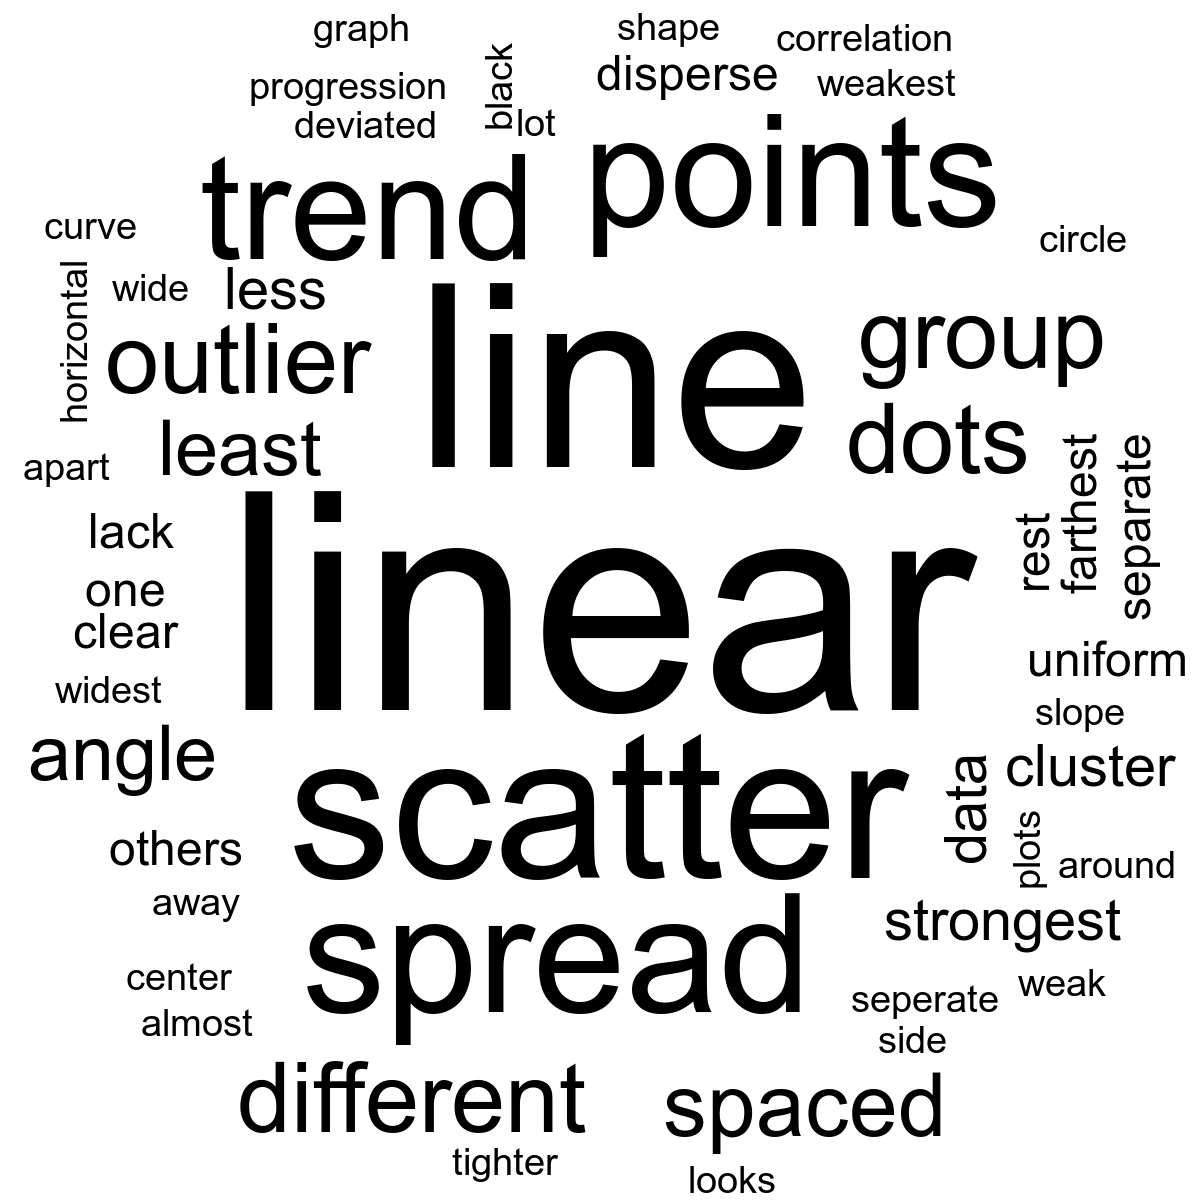 graph
shape
correlation
progression
black
disperse
weakest
deviated
lot
trend
points
curve
circle
horizontal
wide
less
line
outlier
group
least
dots
apart
farthest
separate
rest
lack
linear
one
clear
uniform
widest
slope
angle
scatter
data
cluster
others
plots
around
away
spread
strongest
center
weak
seperate
almost
side
different
spaced
tighter
looks